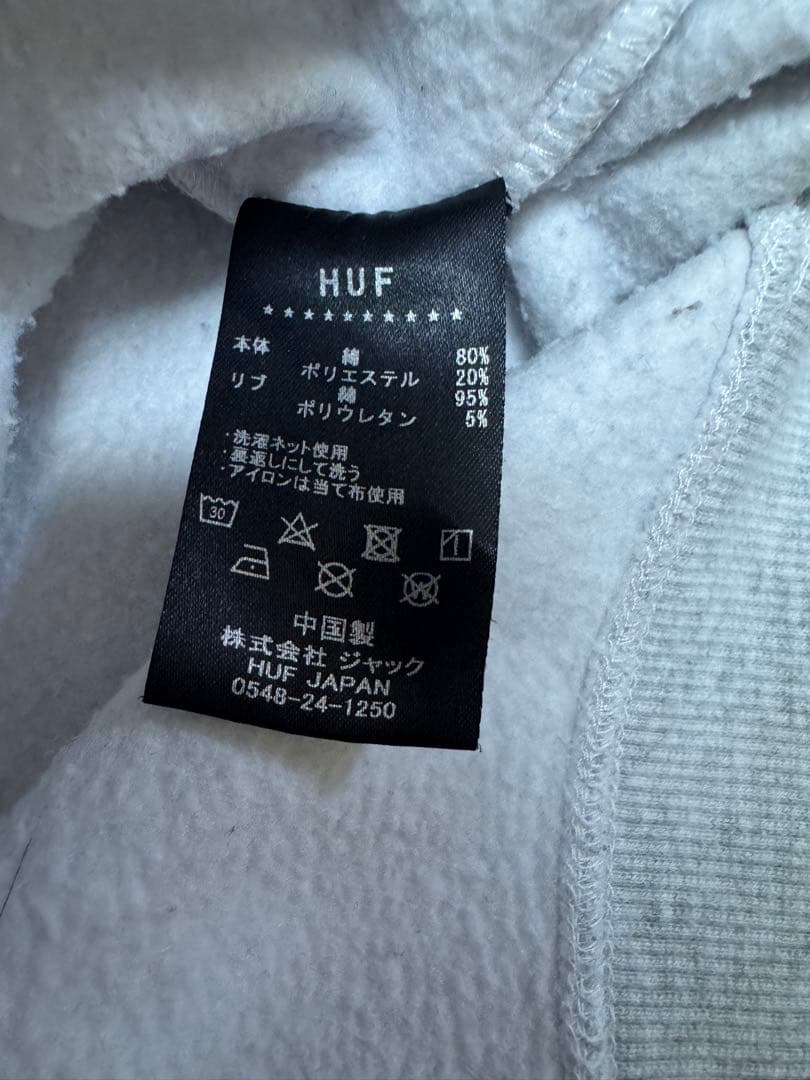 HUF
本体 綿 80%
ポリエステル 20%
リブ 綿 95%
ポリウレタン 5%
・洗濯ネット使用
・裏返しにして洗う
・アイロンは当て布使用
30
W
中国製
株式会社 ジャック
HUF JAPAN
0548-24-1250